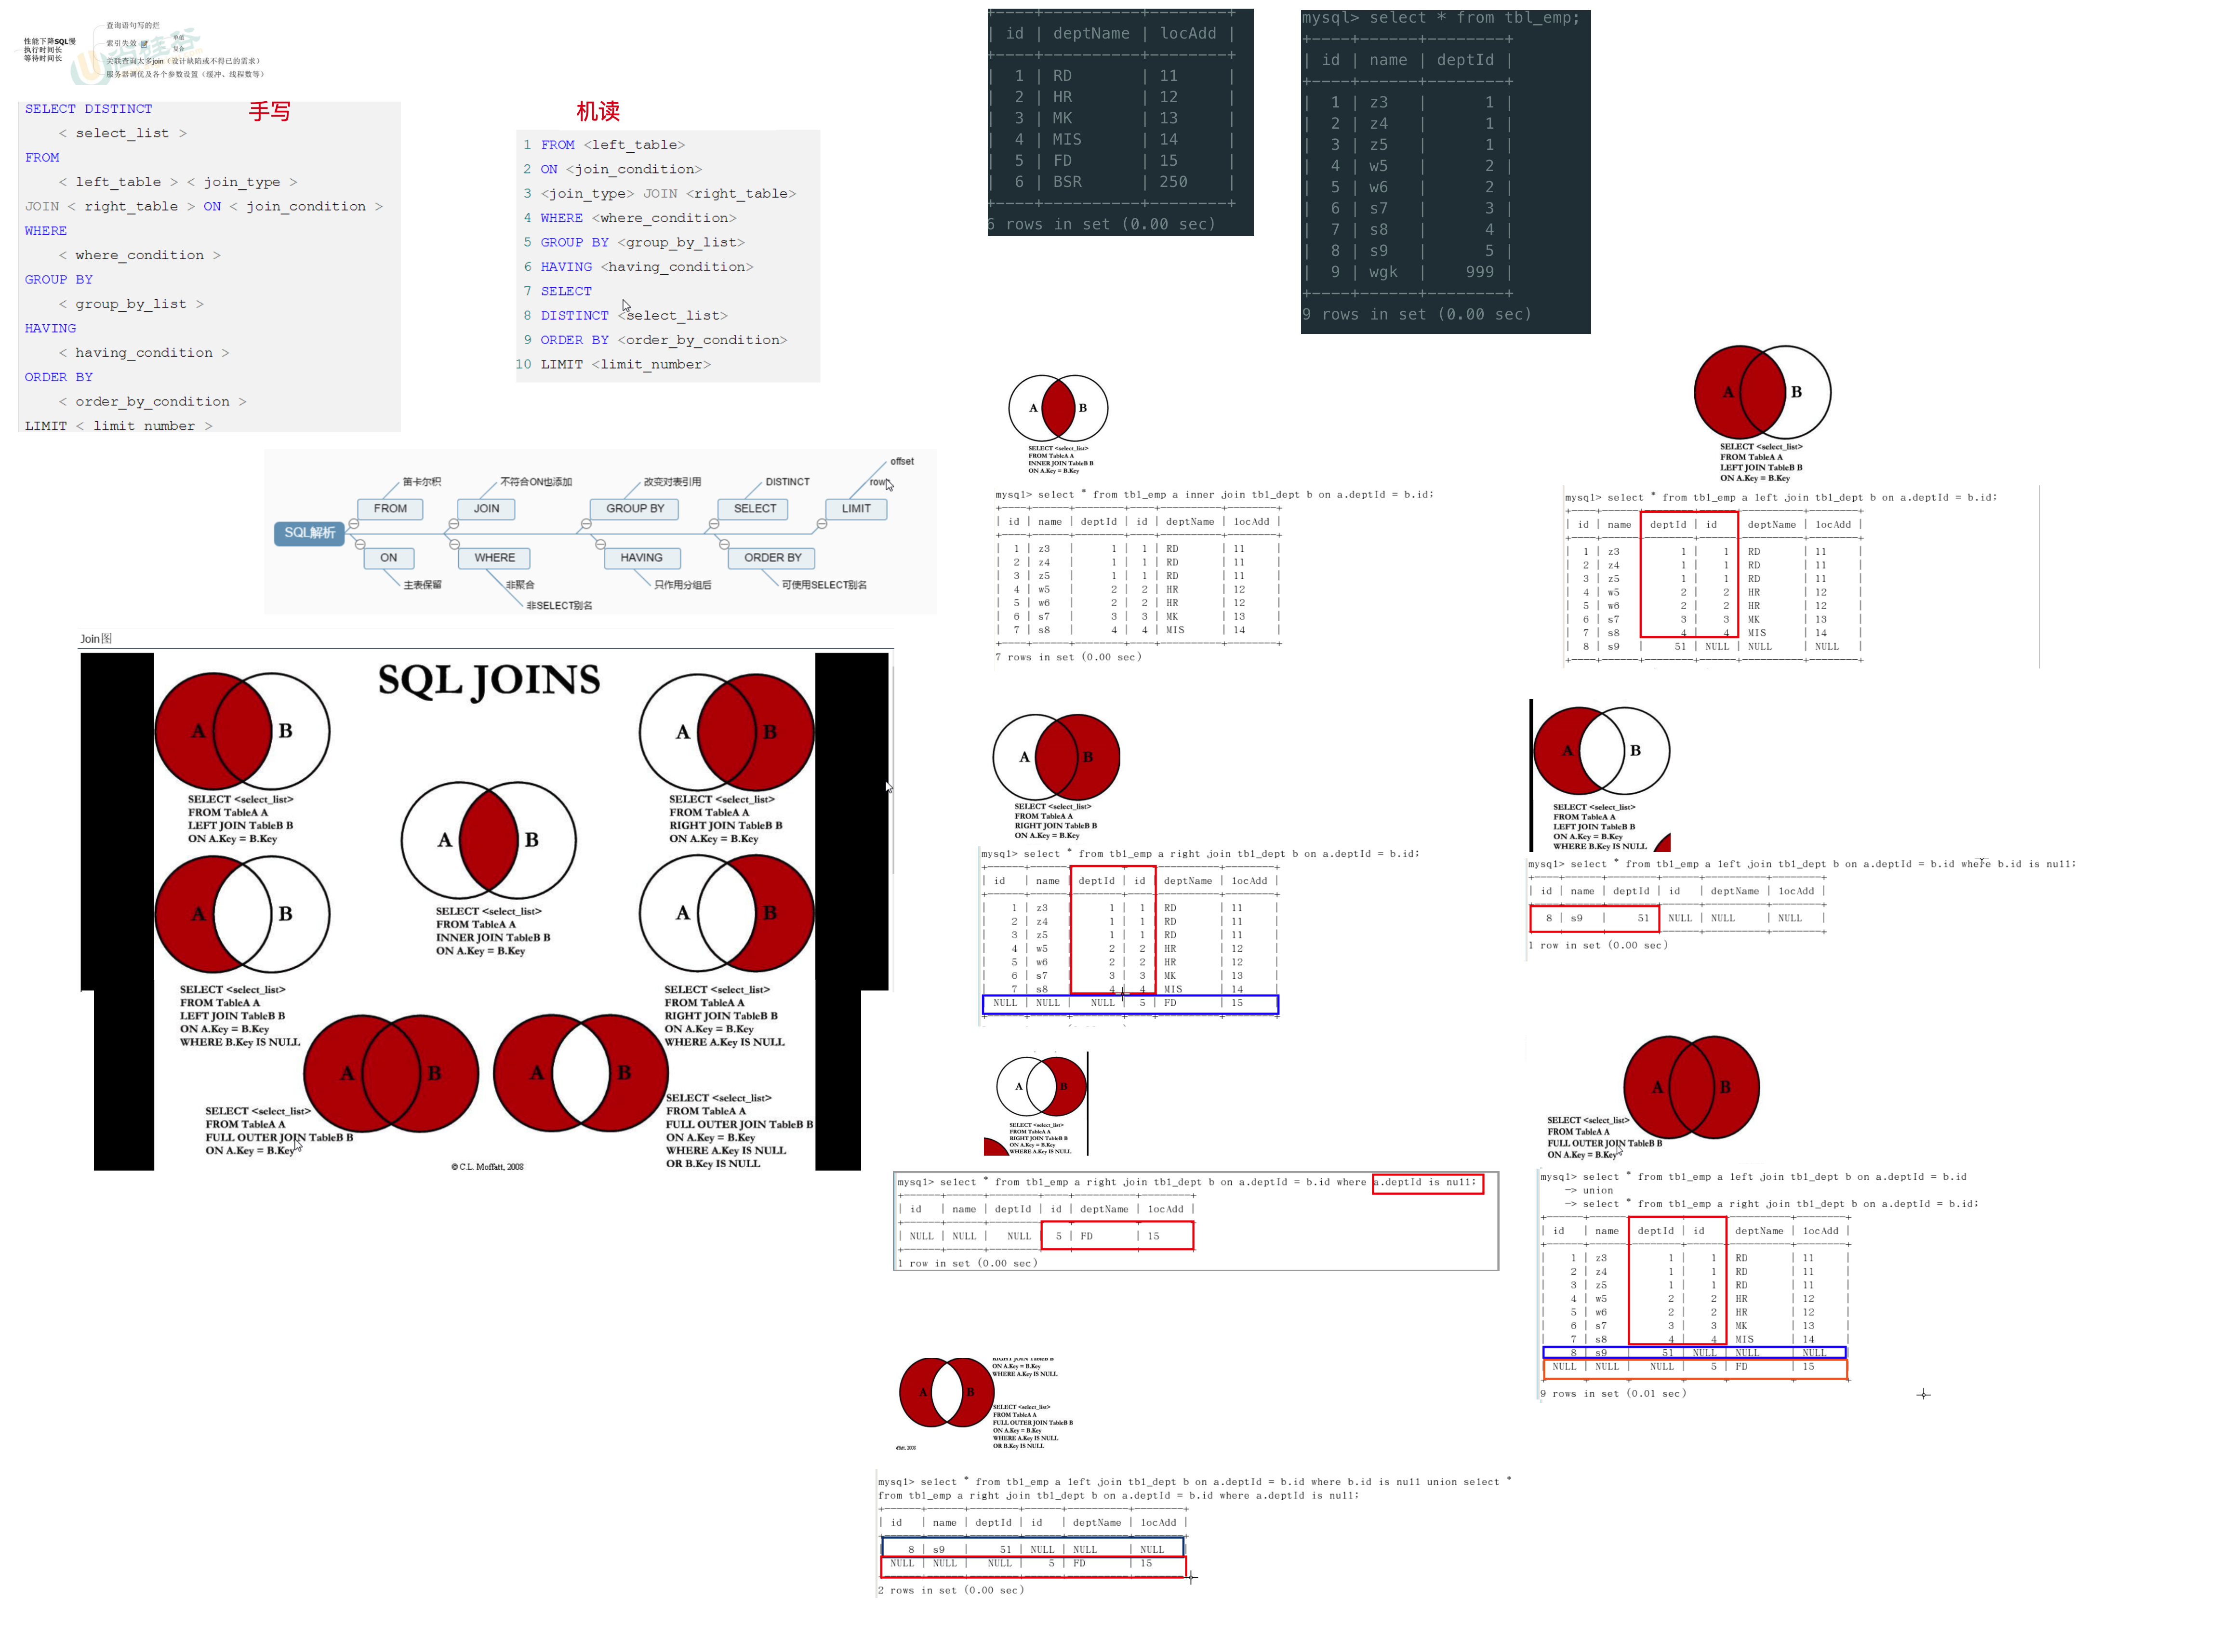 查询语句写的烂
性能下降SQL慢
执行时间长
等待时间长
索引失效
单值
复合
关联查询太多join（设计缺陷或不得已的需求）
服务器调优及各个参数设置（缓冲、线程数等）
尚硅谷
手写
SELECT DISTINCT
< select_list >
FROM
< left_table > < join_type >
JOIN < right_table > ON < join_condition >
WHERE
< where_condition >
GROUP BY
< group_by_list >
HAVING
< having_condition >
ORDER BY
< order_by_condition >
LIMIT < limit number >
机读
1 FROM <left_table>
2 ON <join_condition>
3 <join_type> JOIN <right_table>
4 WHERE <where_condition>
5 GROUP BY <group_by_list>
6 HAVING <having_condition>
7 SELECT
8 DISTINCT <select_list>
9 ORDER BY <order_by_condition>
10 LIMIT <limit_number>
| id | deptName | locAdd |
| 1 | RD | 11 |
| 2 | HR | 12 |
| 3 | MK | 13 |
| 4 | MIS | 14 |
| 5 | FD | 15 |
| 6 | BSR | 250 |
6 rows in set (0.00 sec)
mysql> select * from tbl_emp;
| id | name | deptId |
| 1 | z3 | 1 |
| 2 | z4 | 1 |
| 3 | z5 | 1 |
| 4 | w5 | 2 |
| 5 | w6 | 2 |
| 6 | s7 | 3 |
| 7 | s8 | 4 |
| 8 | s9 | 5 |
| 9 | wgk | 999 |
9 rows in set (0.00 sec)
SQL解析
笛卡尔积
不符合ON也添加
改变对表引用
DISTINCT
offset
rows
FROM
JOIN
GROUP BY
SELECT
LIMIT
ON
WHERE
HAVING
ORDER BY
主表保留
非聚合
非SELECT别名
只作用分组后
可使用SELECT别名
Join图
SQL JOINS
A B
SELECT <select_list>
FROM TableA A
LEFT JOIN TableB B
ON A.Key = B.Key
A B
SELECT <select_list>
FROM TableA A
RIGHT JOIN TableB B
ON A.Key = B.Key
A B
SELECT <select_list>
FROM TableA A
INNER JOIN TableB B
ON A.Key = B.Key
A B
SELECT <select_list>
FROM TableA A
LEFT JOIN TableB B
ON A.Key = B.Key
WHERE B.Key IS NULL
A B
SELECT <select_list>
FROM TableA A
RIGHT JOIN TableB B
ON A.Key = B.Key
WHERE A.Key IS NULL
A B
SELECT <select_list>
FROM TableA A
FULL OUTER JOIN TableB B
ON A.Key = B.Key
A B
SELECT <select_list>
FROM TableA A
FULL OUTER JOIN TableB B
ON A.Key = B.Key
WHERE A.Key IS NULL
OR B.Key IS NULL
© C.L. Moffatt, 2008
A B
SELECT <select_list>
FROM TableA A
INNER JOIN TableB B
ON A.Key = B.Key
mysql> select * from tbl_emp a inner join tbl_dept b on a.deptId = b.id;
| id | name | deptId | id | deptName | locAdd |
| 1 | z3 | 1 | 1 | RD | 11 |
| 2 | z4 | 1 | 1 | RD | 11 |
| 3 | z5 | 1 | 1 | RD | 11 |
| 4 | w5 | 2 | 2 | HR | 12 |
| 5 | w6 | 2 | 2 | HR | 12 |
| 6 | s7 | 3 | 3 | MK | 13 |
| 7 | s8 | 4 | 4 | MIS | 14 |
7 rows in set (0.00 sec)
A B
SELECT <select_list>
FROM TableA A
LEFT JOIN TableB B
ON A.Key = B.Key
mysql> select * from tbl_emp a left join tbl_dept b on a.deptId = b.id;
| id | name | deptId | id | deptName | locAdd |
| 1 | z3 | 1 | 1 | RD | 11 |
| 2 | z4 | 1 | 1 | RD | 11 |
| 3 | z5 | 1 | 1 | RD | 11 |
| 4 | w5 | 2 | 2 | HR | 12 |
| 5 | w6 | 2 | 2 | HR | 12 |
| 6 | s7 | 3 | 3 | MK | 13 |
| 7 | s8 | 4 | 4 | MIS | 14 |
| 8 | s9 | 51 | NULL | NULL | NULL |
A B
SELECT <select_list>
FROM TableA A
RIGHT JOIN TableB B
ON A.Key = B.Key
mysql> select * from tbl_emp a right join tbl_dept b on a.deptId = b.id;
| id | name | deptId | id | deptName | locAdd |
| 1 | z3 | 1 | 1 | RD | 11 |
| 2 | z4 | 1 | 1 | RD | 11 |
| 3 | z5 | 1 | 1 | RD | 11 |
| 4 | w5 | 2 | 2 | HR | 12 |
| 5 | w6 | 2 | 2 | HR | 12 |
| 6 | s7 | 3 | 3 | MK | 13 |
| 7 | s8 | 4 | 4 | MIS | 14 |
| NULL | NULL | NULL | 5 | FD | 15 |
A B
SELECT <select_list>
FROM TableA A
LEFT JOIN TableB B
ON A.Key = B.Key
WHERE B.Key IS NULL
mysql> select * from tbl_emp a left join tbl_dept b on a.deptId = b.id where b.id is null;
| id | name | deptId | id | deptName | locAdd |
| 8 | s9 | 51 | NULL | NULL | NULL |
1 row in set (0.00 sec)
A B
SELECT <select_list>
FROM TableA A
RIGHT JOIN TableB B
ON A.Key = B.Key
WHERE A.Key IS NULL
mysql> select * from tbl_emp a right join tbl_dept b on a.deptId = b.id where a.deptId is null;
| id | name | deptId | id | deptName | locAdd |
| NULL | NULL | NULL | 5 | FD | 15
1 row in set (0.00 sec)
A B
SELECT <select_list>
FROM TableA A
FULL OUTER JOIN TableB B
ON A.Key = B.Key
mysql> select * from tbl_emp a left join tbl_dept b on a.deptId = b.id
-> union
-> select * from tbl_emp a right join tbl_dept b on a.deptId = b.id;
| id | name | deptId | id | deptName | locAdd |
| 1 | z3 | 1 | 1 | RD | 11 |
| 2 | z4 | 1 | 1 | RD | 11 |
| 3 | z5 | 1 | 1 | RD | 11 |
| 4 | w5 | 2 | 2 | HR | 12 |
| 5 | w6 | 2 | 2 | HR | 12 |
| 6 | s7 | 3 | 3 | MK | 13 |
| 7 | s8 | 4 | 4 | MIS | 14 |
| 8 | s9 | 51 | NULL | NULL | NULL |
| NULL | NULL | NULL | 5 | FD | 15 |
9 rows in set (0.01 sec)
RIGHT JOIN TableB B
ON A.Key = B.Key
WHERE A.Key IS NULL
A B
SELECT <select_list>
FROM TableA A
FULL OUTER JOIN TableB B
ON A.Key = B.Key
WHERE A.Key IS NULL
OR B.Key IS NULL
ffatt, 2008
mysql> select * from tbl_emp a left join tbl_dept b on a.deptId = b.id where b.id is null union select *
from tbl_emp a right join tbl_dept b on a.deptId = b.id where a.deptId is null;
| id | name | deptId | id | deptName | locAdd |
| 8 | s9 | 51 | NULL | NULL | NULL |
| NULL | NULL | NULL | 5 | FD | 15
2 rows in set (0.00 sec)